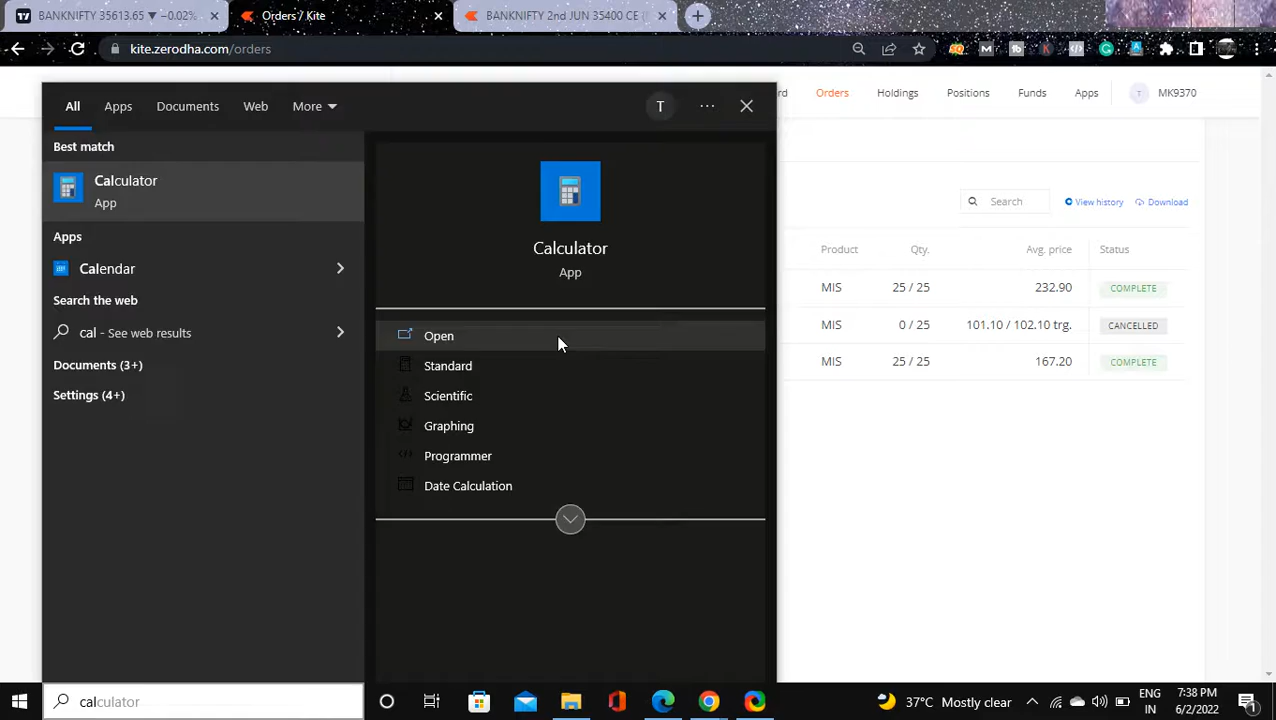 BANKNIFTY 35613.65 ▼ −0.02%
Orders / Kite
BANKNIFTY 2nd JUN 35400 CE
kite.zerodha.com/orders
All
Apps
Documents
Web
More
T
Orders
Holdings
Positions
Funds
Apps
T
MK9370
Best match
Calculator
App
Apps
Calendar
Search the web
cal - See web results
Documents (3+)
Settings (4+)
Calculator
App
Open
Standard
Scientific
Graphing
Programmer
Date Calculation
Search
View history
Download
Product Qty. Avg. price Status
MIS 25 / 25 232.90 COMPLETE
MIS 0 / 25 101.10 / 102.10 trg. CANCELLED
MIS 25 / 25 167.20 COMPLETE
calculator
37°C Mostly clear
ENG
IN
7:38 PM
6/2/2022
1